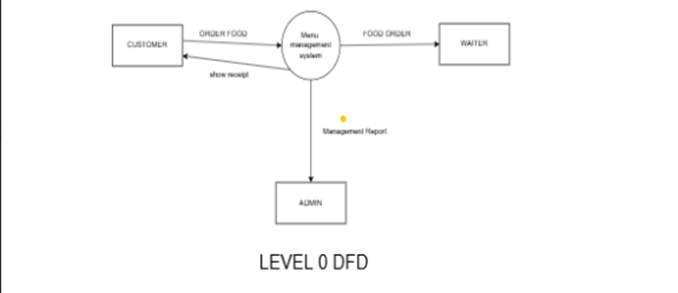 CUSTOMER
ORDER FOOD
Menu
management
system
FOOD ORDER
WAITER
show receipt
Management Report
ADMIN
LEVEL 0 DFD